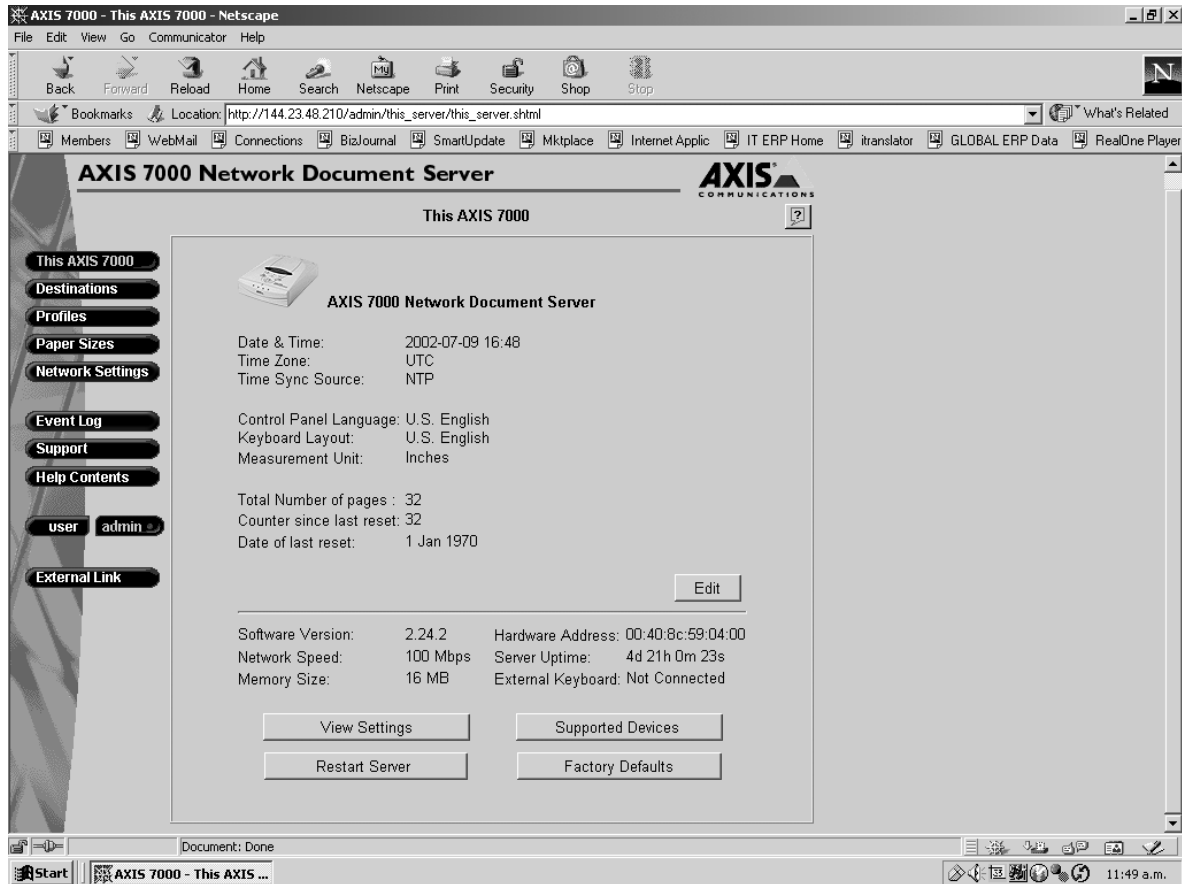 AXIS 7000 - This AXIS 7000 - Netscape
File Edit View Go Communicator Help
Back Forward Reload Home Search Netscape Print Security Shop Stop
My
N
Bookmarks Location: http://144.23.48.210/admin/this_server/this_server.shtml What's Related
Members WebMail Connections BizJournal SmartUpdate Mktplace Internet Applic IT ERP Home itranslator GLOBAL ERP Data RealOne Player
AXIS 7000 Network Document Server
AXIS COMMUNICATIONS
This AXIS 7000
?
This AXIS 7000
Destinations
Profiles
Paper Sizes
Network Settings
Event Log
Support
Help Contents
user admin
External Link
AXIS 7000 Network Document Server
Date & Time: 2002-07-09 16:48
Time Zone: UTC
Time Sync Source: NTP
Control Panel Language: U.S. English
Keyboard Layout: U.S. English
Measurement Unit: Inches
Total Number of pages : 32
Counter since last reset: 32
Date of last reset: 1 Jan 1970
Edit
Software Version: 2.24.2 Hardware Address: 00:40:8c:59:04:00
Network Speed: 100 Mbps Server Uptime: 4d 21h 0m 23s
Memory Size: 16 MB External Keyboard: Not Connected
View Settings Supported Devices
Restart Server Factory Defaults
Document: Done
Start AXIS 7000 - This AXIS ... 11:49 a.m.